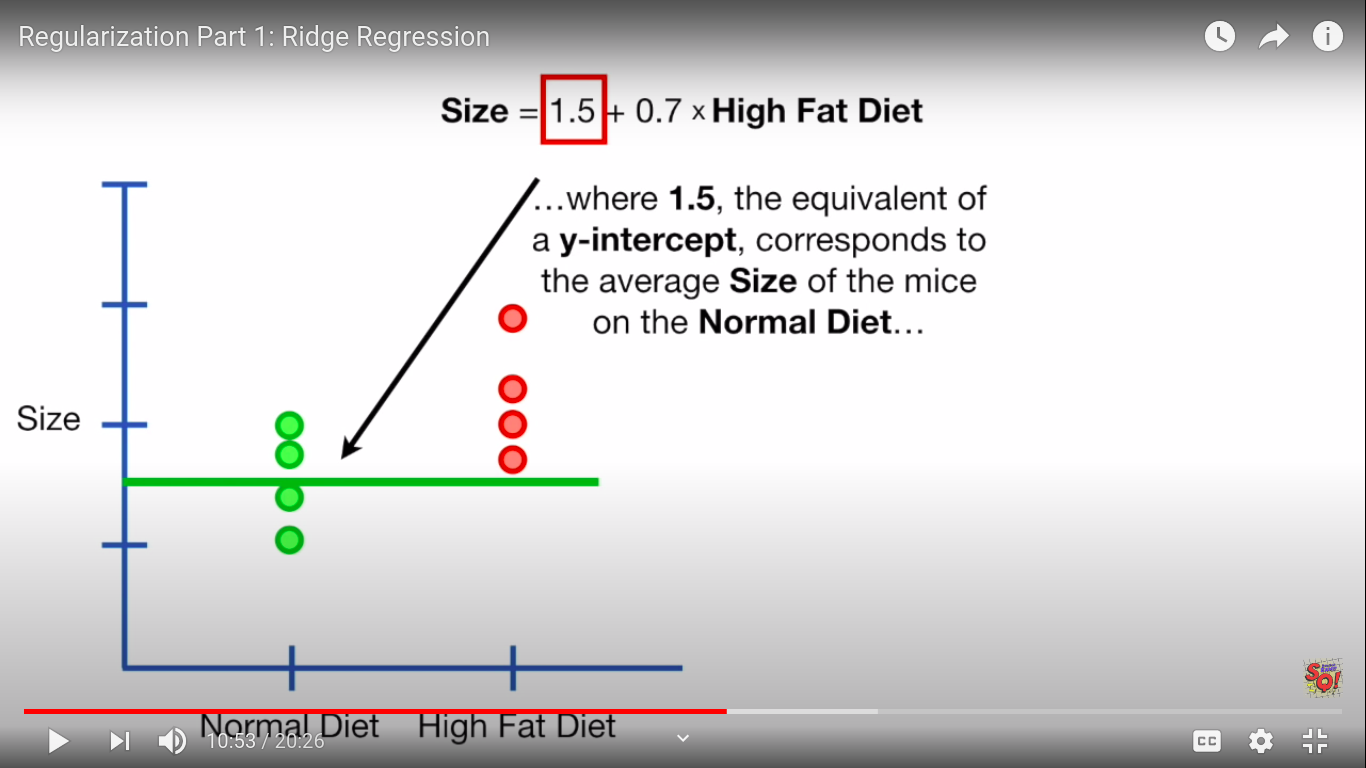 Regularization Part 1: Ridge Regression
Size = 1.5 + 0.7 x High Fat Diet
…where 1.5, the equivalent of
a y-intercept, corresponds to
the average Size of the mice
on the Normal Diet…
Size
Normal Diet High Fat Diet
10:53 / 20:26
CC
SQ!